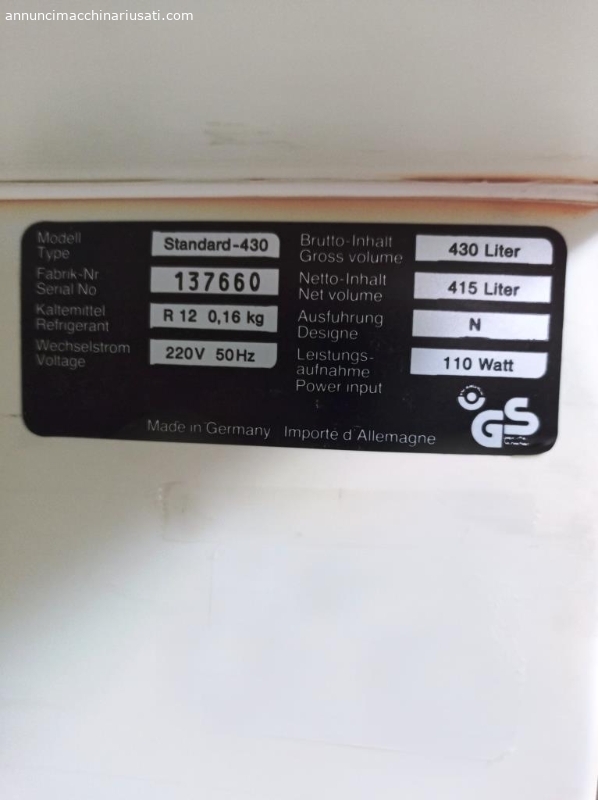 annuncimacchinariusati.com
Modell
Type
Standard-430
Fabrik-Nr
Serial No
137660
Kaltemittel
Refrigerant
R 12 0,16 kg
Wechselstrom
Voltage
220V 50Hz
Brutto-Inhalt
Gross volume
430 Liter
Netto-Inhalt
Net volume
415 Liter
Ausfuhrung
Designe
N
Leistungs-
aufnahme
Power input
110 Watt
Made in Germany Importé d'Allemagne
GS